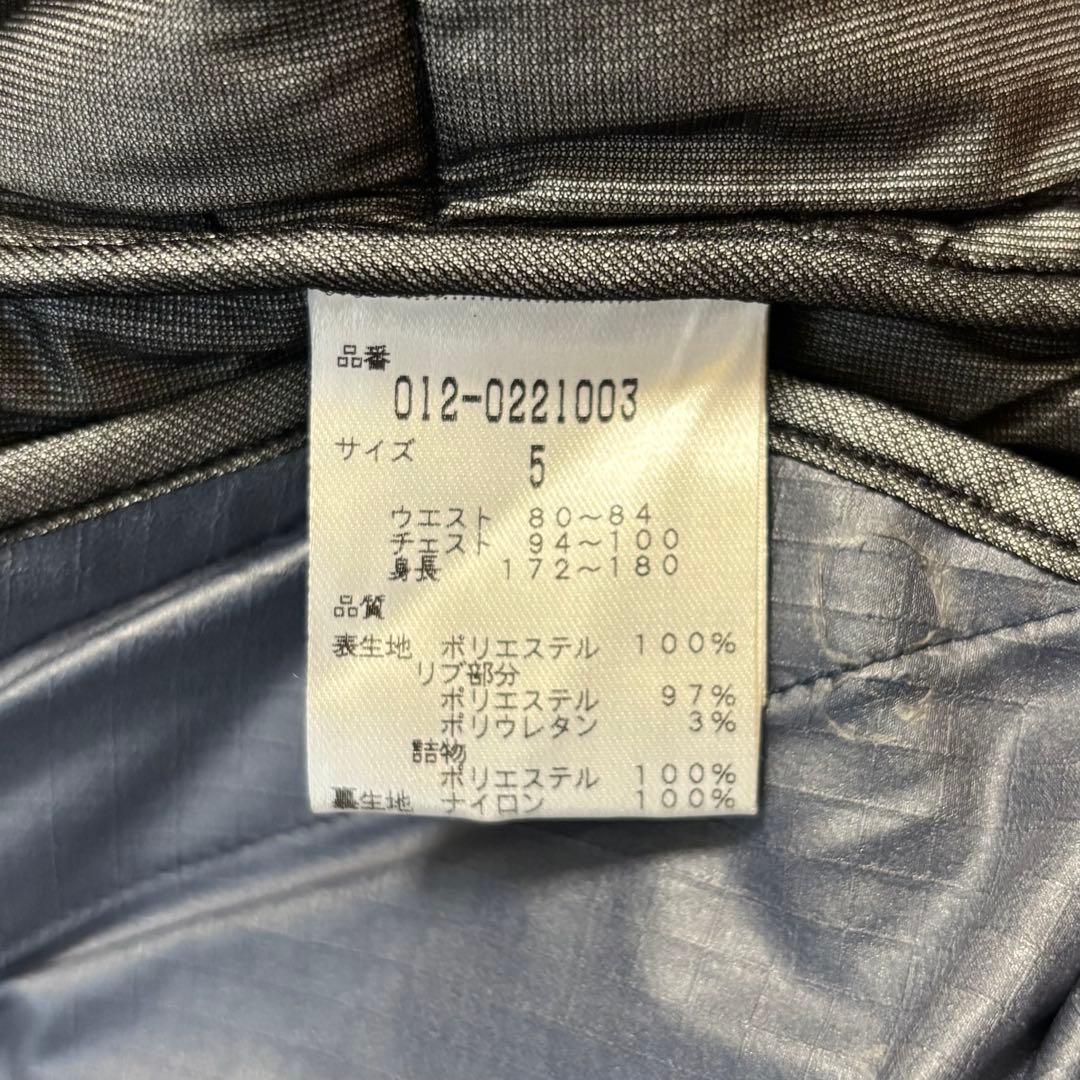 品番
012-0221003
サイズ 5
ウエスト 80〜84
チェスト 94〜100
身長 172〜180
品質
表生地 ポリエステル 100%
リブ部分
ポリエステル 97%
ポリウレタン 3%
詰物
ポリエステル 100%
裏生地 ナイロン 100%